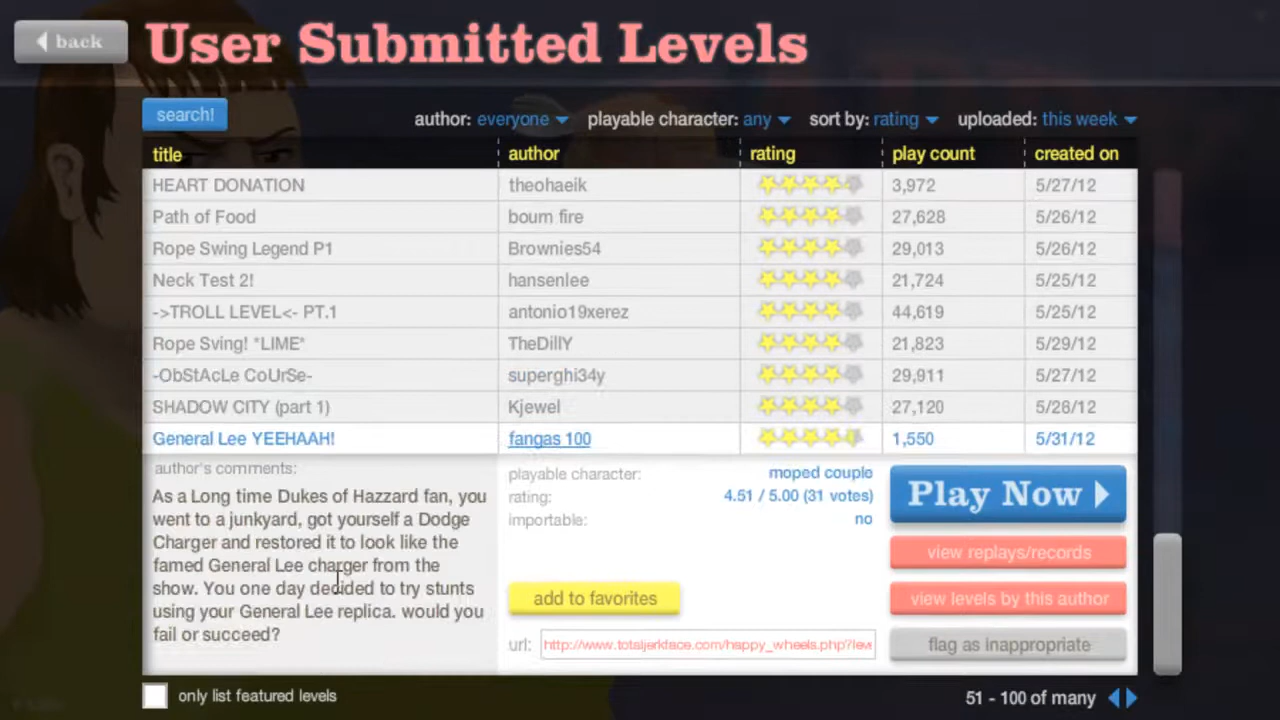 back
User Submitted Levels
search!
author: everyone playable character: any sort by: rating uploaded: this week
title author rating play count created on
HEART DONATION theohaeik 3,972 5/27/12
Path of Food bourn fire 27,628 5/26/12
Rope Swing Legend P1 Brownies54 29,013 5/26/12
Neck Test 2! hansenlee 21,724 5/25/12
->TROLL LEVEL<- PT.1 antonio19xerez 44,619 5/25/12
Rope Sving! *LIME* TheDillY 21,823 5/29/12
-ObStAcLe CoUrSe- superghi34y 29,911 5/27/12
SHADOW CITY (part 1) Kjewel 27,120 5/28/12
General Lee YEEHAAH! fangas 100 1,550 5/31/12
author's comments:
As a Long time Dukes of Hazzard fan, you
went to a junkyard, got yourself a Dodge
Charger and restored it to look like the
famed General Lee charger from the
show. You one day decided to try stunts
using your General Lee replica. would you
fail or succeed?
playable character: moped couple
rating: 4.51 / 5.00 (31 votes)
importable: no
add to favorites
url: http://www.totaljerkface.com/happy_wheels.php?lev
Play Now
view replays/records
view levels by this author
flag as inappropriate
only list featured levels
51 - 100 of many